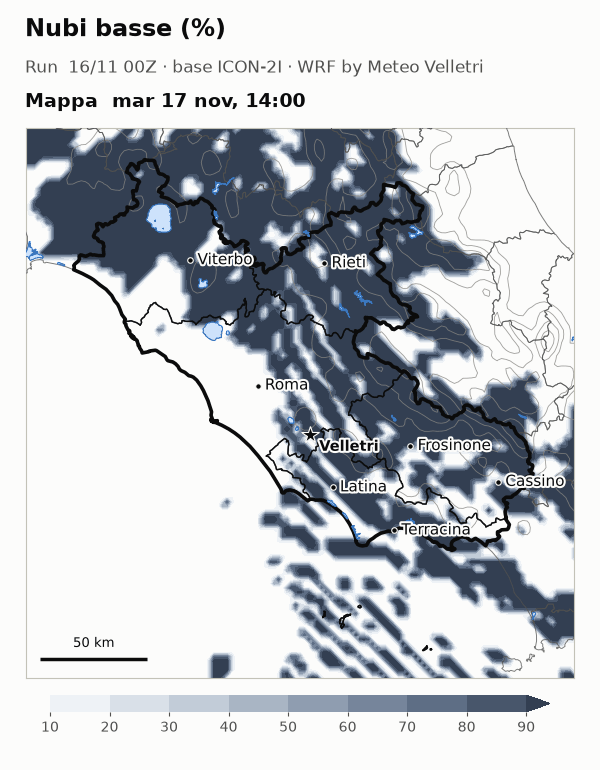 Nubi basse (%)
Run  16/11 00Z · base ICON-2I · WRF by Meteo Velletri
Mappa  mar 17 nov, 14:00
Viterbo
Rieti
Roma
Velletri
Frosinone
Cassino
Latina
Terracina
50 km
10 20 30 40 50 60 70 80 90